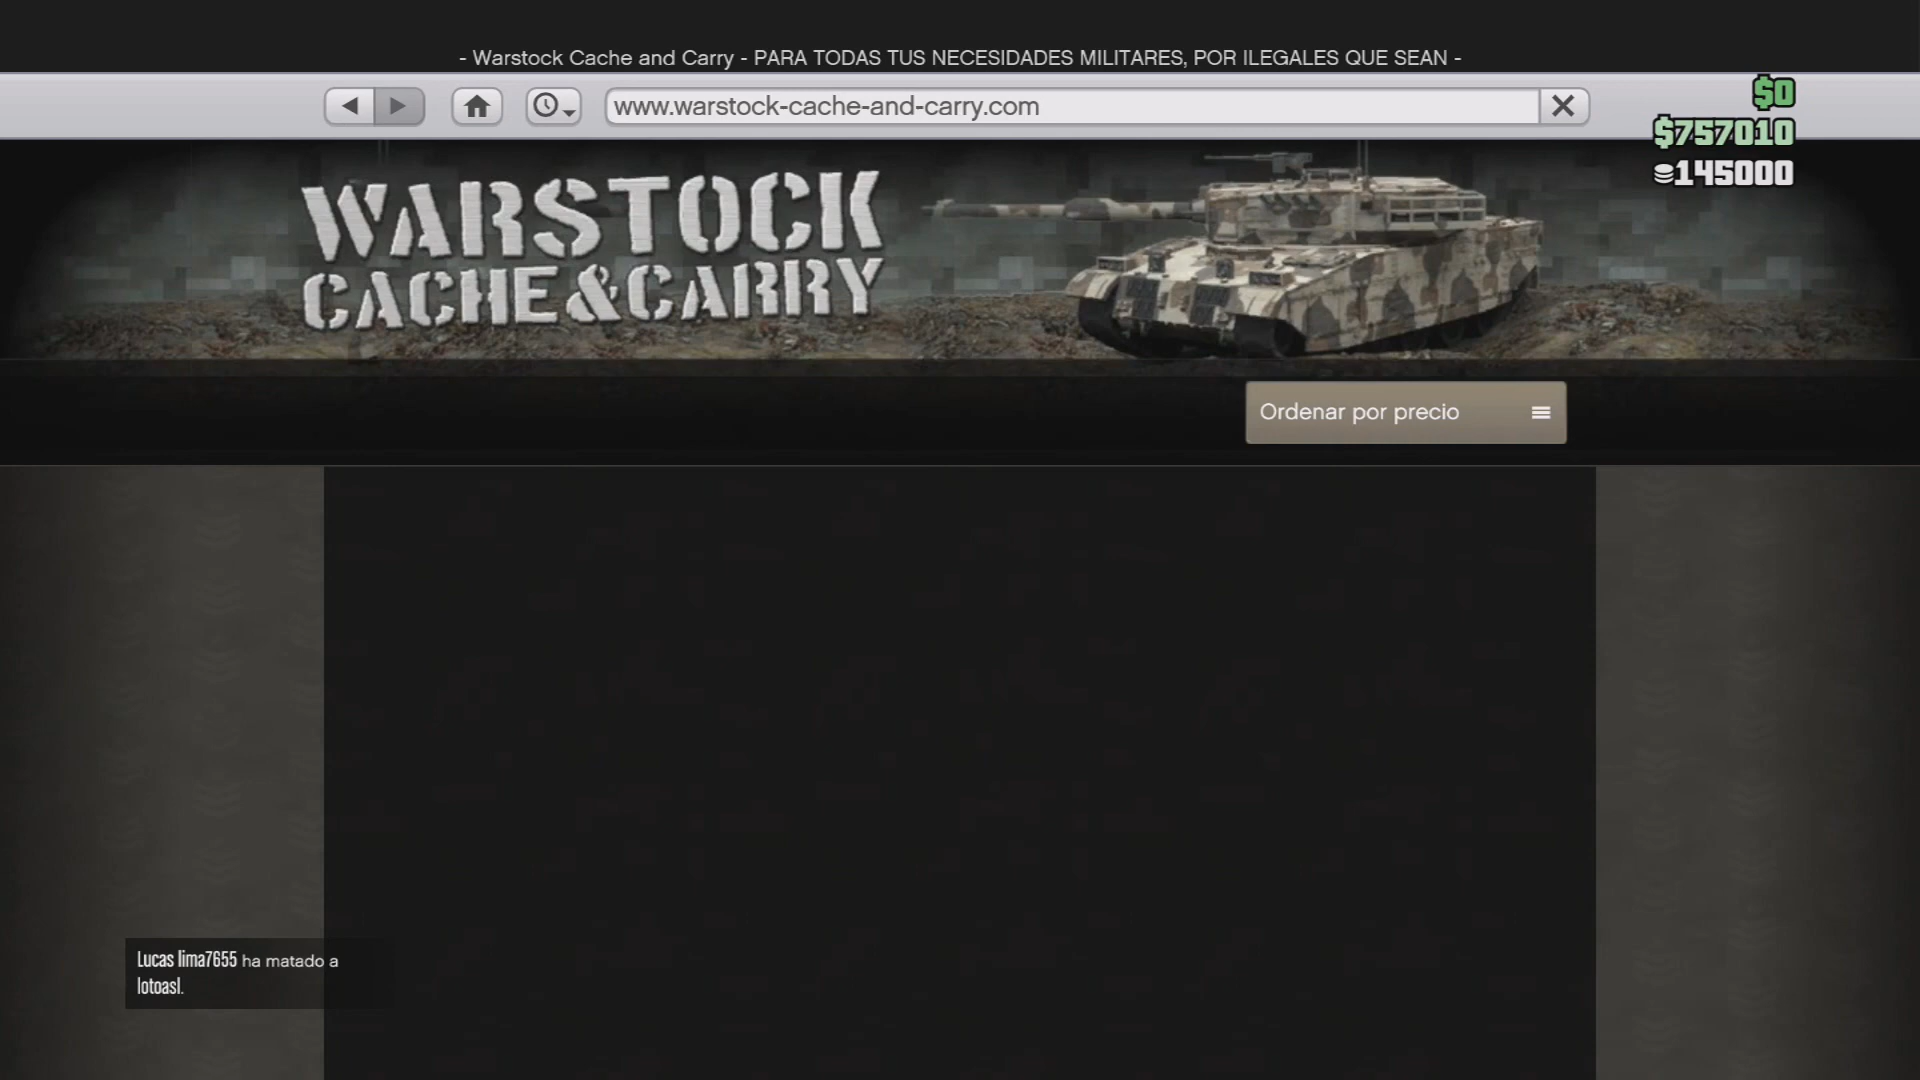 - Warstock Cache and Carry - PARA TODAS TUS NECESIDADES MILITARES, POR ILEGALES QUE SEAN -
www.warstock-cache-and-carry.com
$0
$757010
145000
WARSTOCK
CACHE&CARRY
Ordenar por precio
Lucas lima7655 ha matado a
lotoasl.